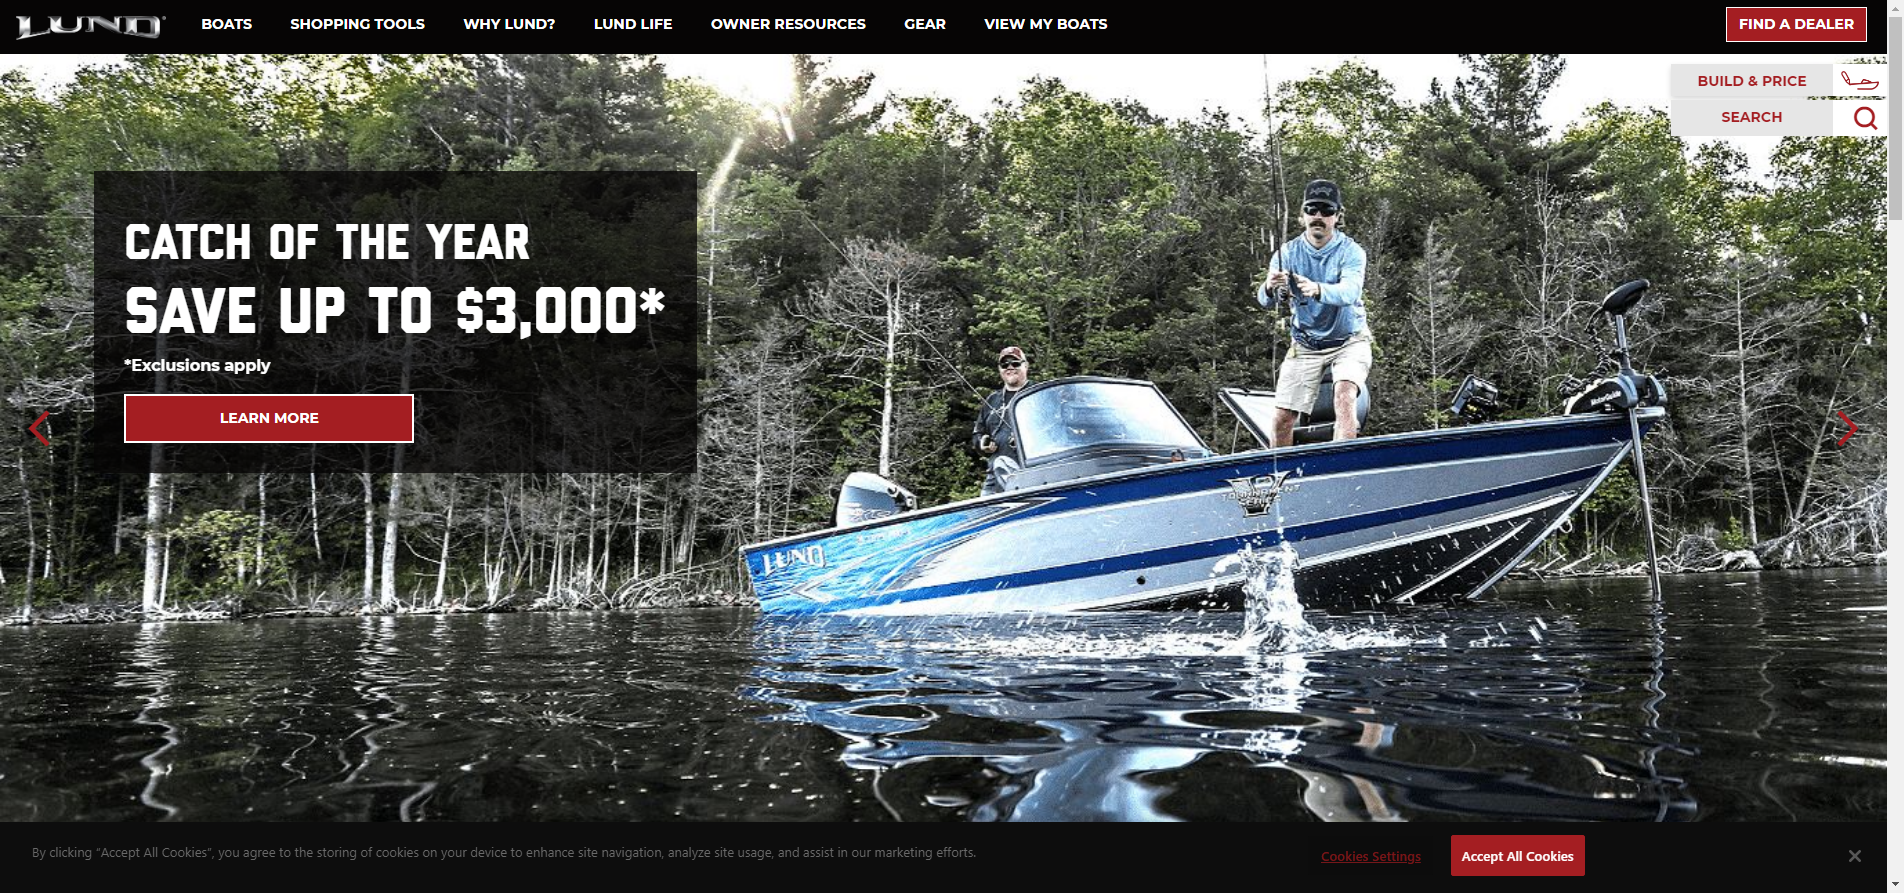 LUND
BOATS SHOPPING TOOLS WHY LUND? LUND LIFE OWNER RESOURCES GEAR VIEW MY BOATS FIND A DEALER
BUILD & PRICE
SEARCH
CATCH OF THE YEAR
SAVE UP TO $3,000*
*Exclusions apply
LEARN MORE
MotorGuide
TOURNAMENT
SERIES
LUND
By clicking “Accept All Cookies”, you agree to the storing of cookies on your device to enhance site navigation, analyze site usage, and assist in our marketing efforts.
Cookies Settings
Accept All Cookies